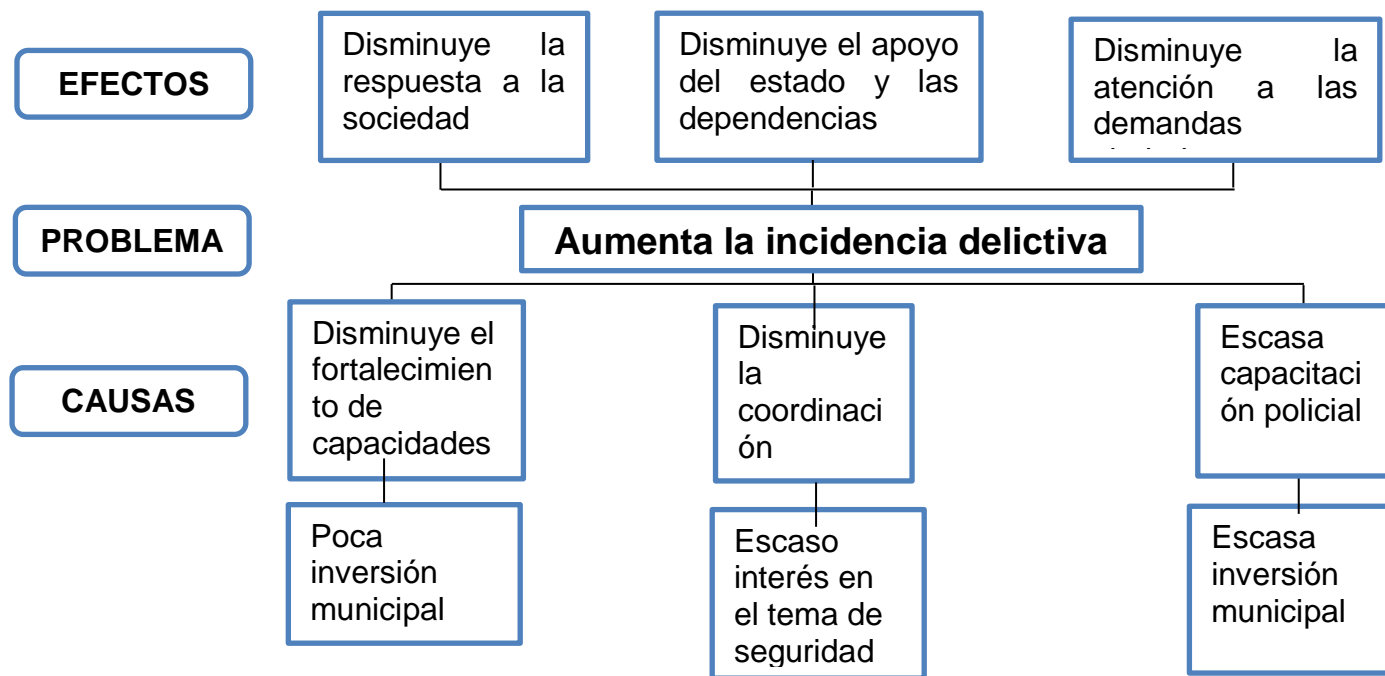 EFECTOS
Disminuye la
respuesta a la
sociedad
Disminuye el apoyo
del estado y las
dependencias
Disminuye la
atención a las
demandas
PROBLEMA
Aumenta la incidencia delictiva
CAUSAS
Disminuye el
fortalecimien
to de
capacidades
Disminuye
la
coordinaci
ón
Escasa
capacitaci
ón policial
Poca
inversión
municipal
Escaso
interés en
el tema de
seguridad
Escasa
inversión
municipal